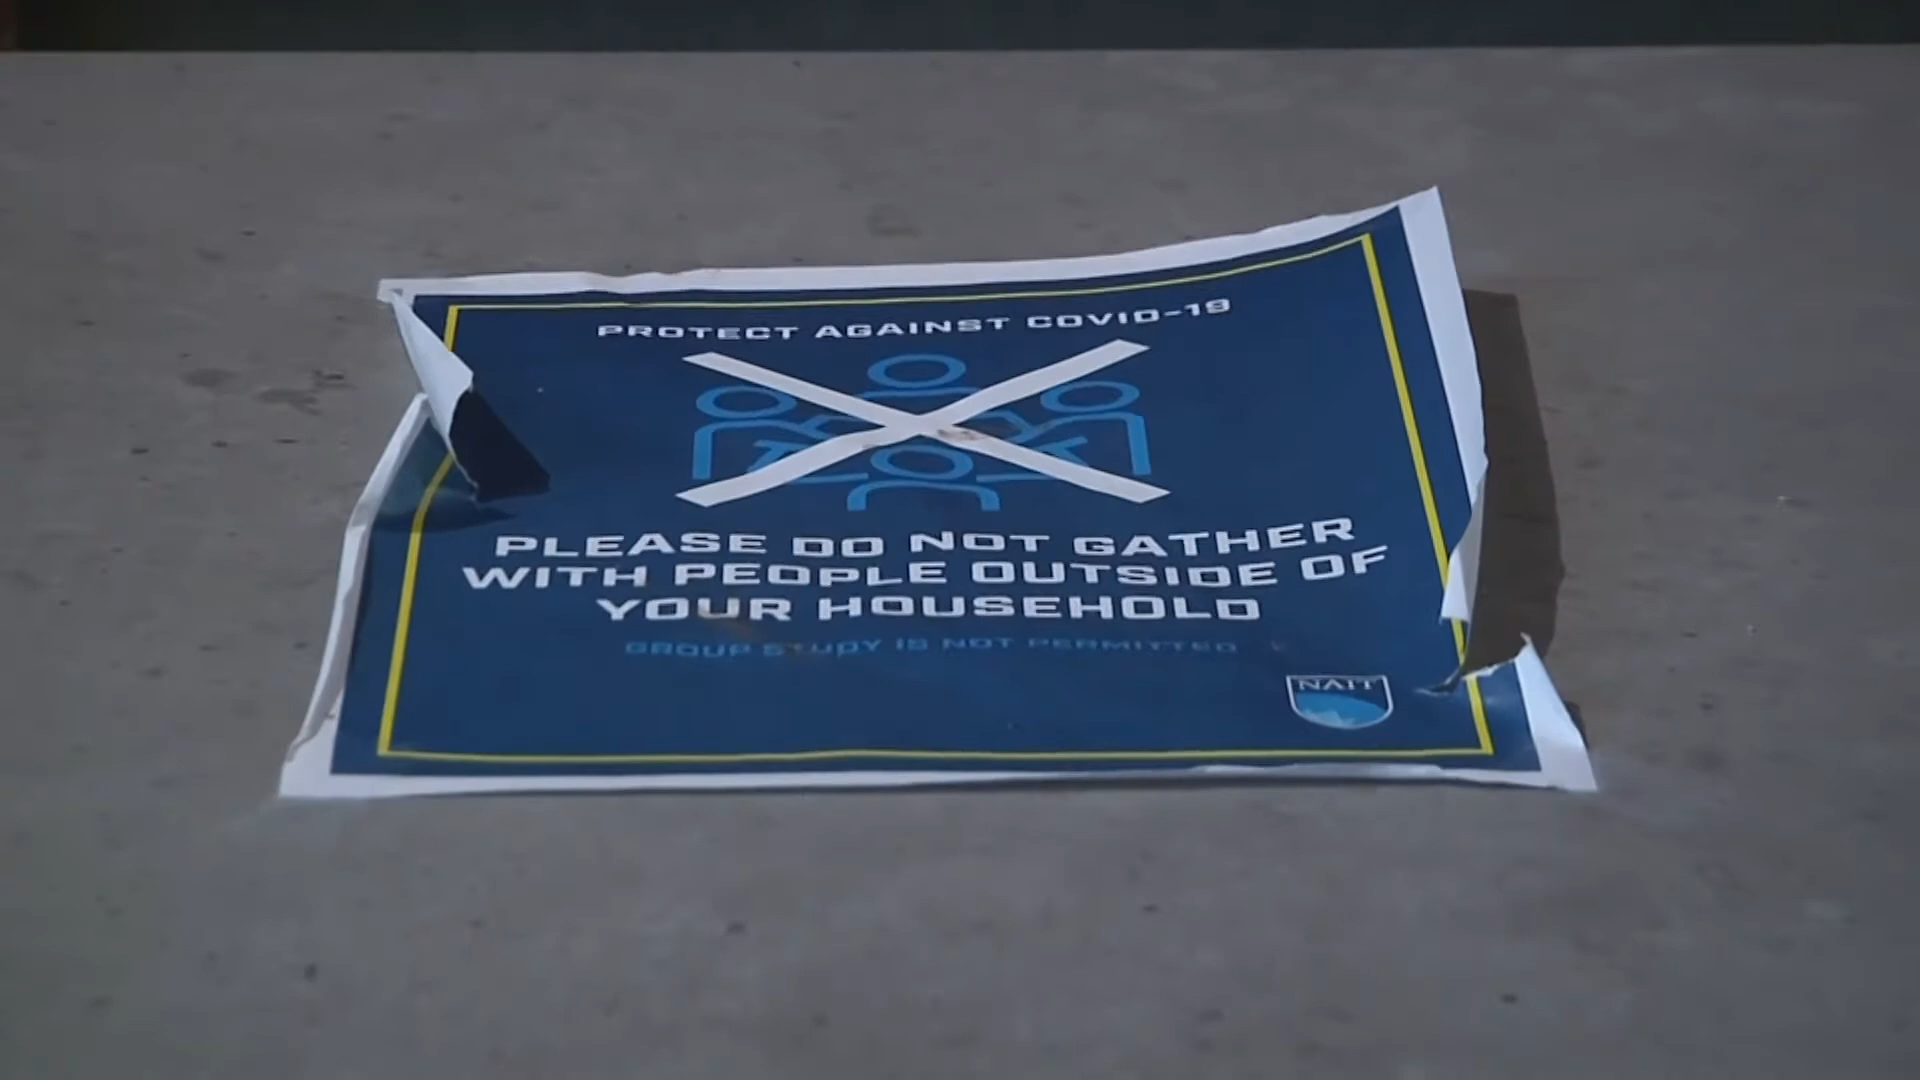 PROTECT AGAINST COVID-19
PLEASE DO NOT GATHER
WITH PEOPLE OUTSIDE OF
YOUR HOUSEHOLD
GROUP STUDY IS NOT PERMITTED
NAIT